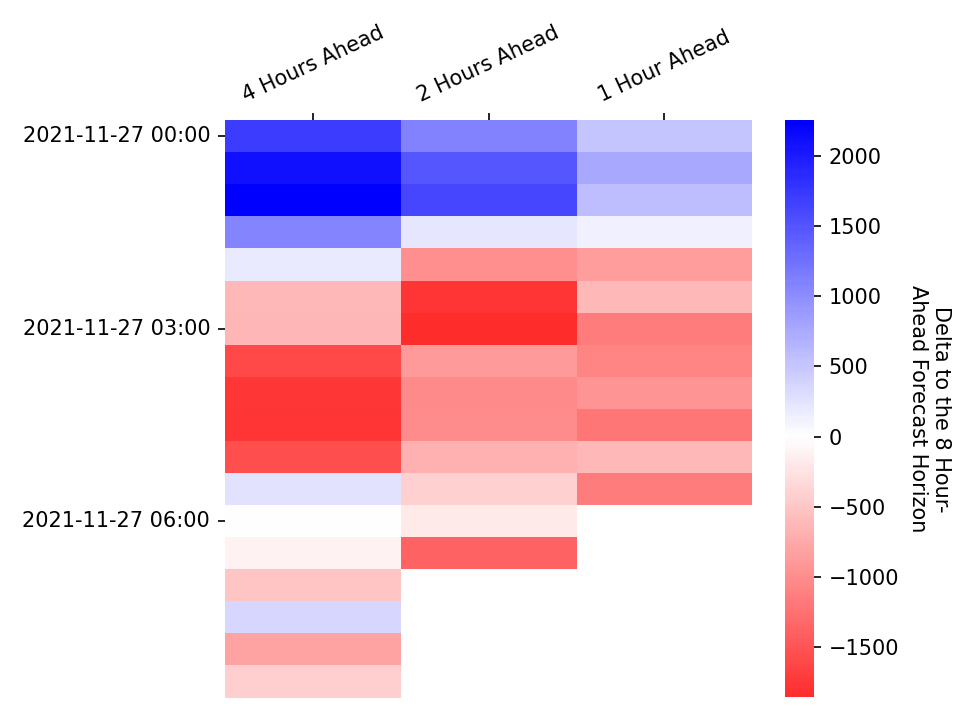 4 Hours Ahead
2 Hours Ahead
1 Hour Ahead
2021-11-27 00:00
2021-11-27 03:00
2021-11-27 06:00
2000
1500
1000
500
0
−500
−1000
−1500
Delta to the 8 Hour-
Ahead Forecast Horizon